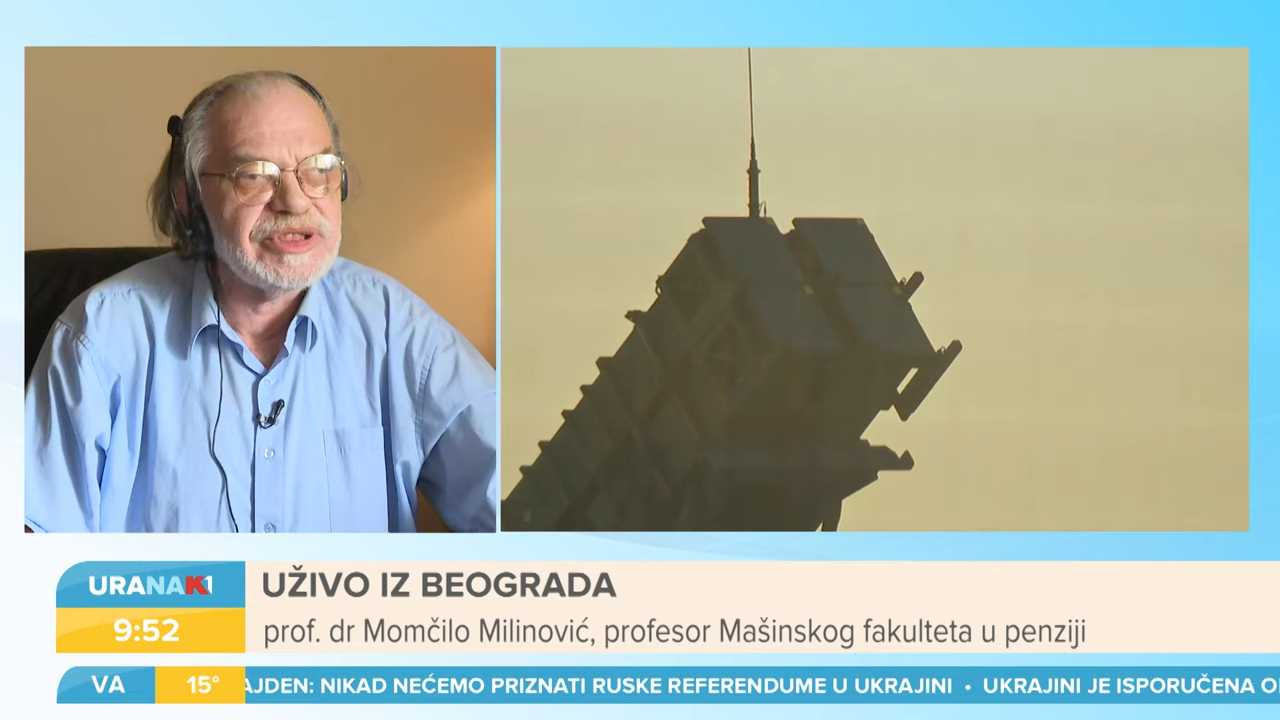 URANAK1
UŽIVO IZ BEOGRADA
9:52
prof. dr Momčilo Milinović, profesor Mašinskog fakulteta u penziji
VA
15°
NIKAD NEĆEMO PRIZNATI RUSKE REFERENDUME U UKRAJINI • UKRAJINI JE ISPORUČENA